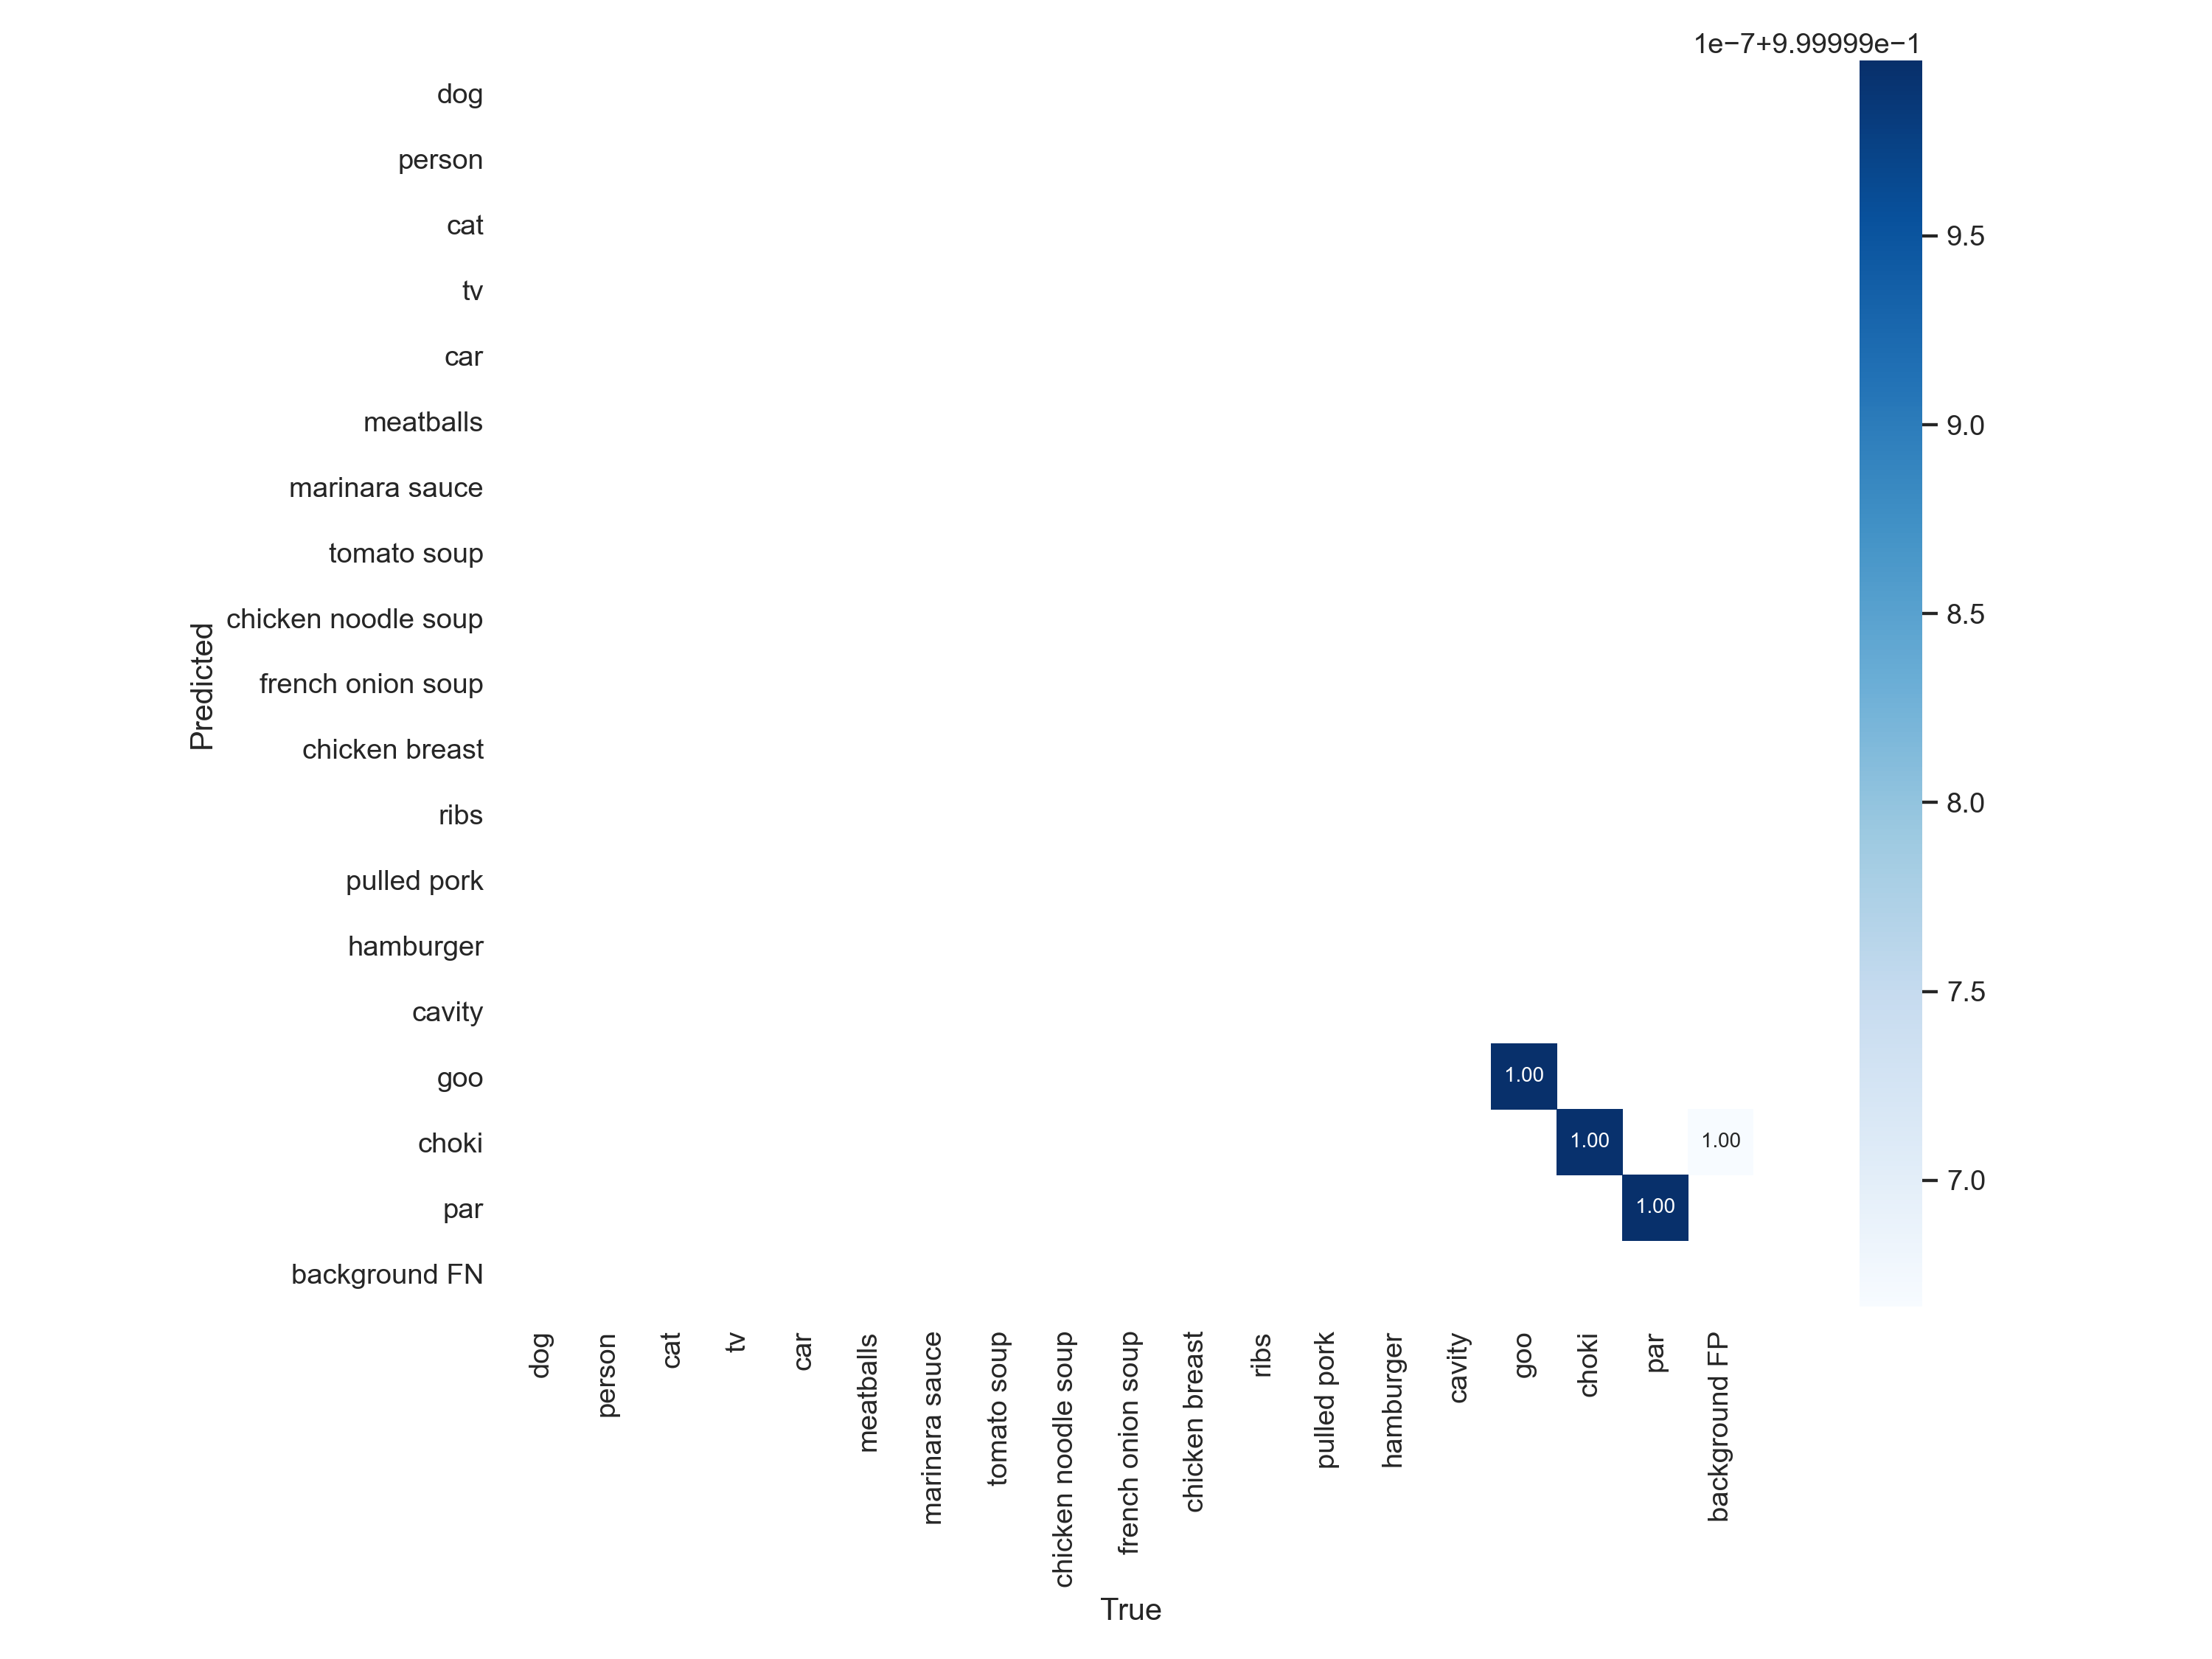 1e−7+9.99999e−1
dog
person
cat
tv
car
meatballs
marinara sauce
tomato soup
chicken noodle soup
french onion soup
chicken breast
ribs
pulled pork
hamburger
cavity
goo
choki
par
background FN
Predicted
1.00
1.00 1.00
1.00
9.5
9.0
8.5
8.0
7.5
7.0
dog
person
cat
tv
car
meatballs
marinara sauce
tomato soup
chicken noodle soup
french onion soup
chicken breast
ribs
pulled pork
hamburger
cavity
goo
choki
par
background FP
True